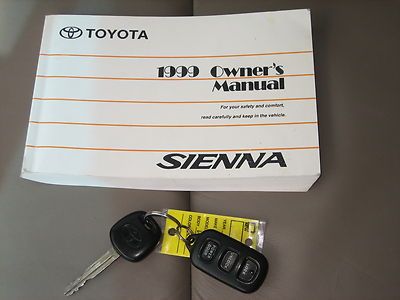 TOYOTA
1999 Owner's
Manual
For your safety and comfort,
read carefully and keep in the vehicle.
SIENNA